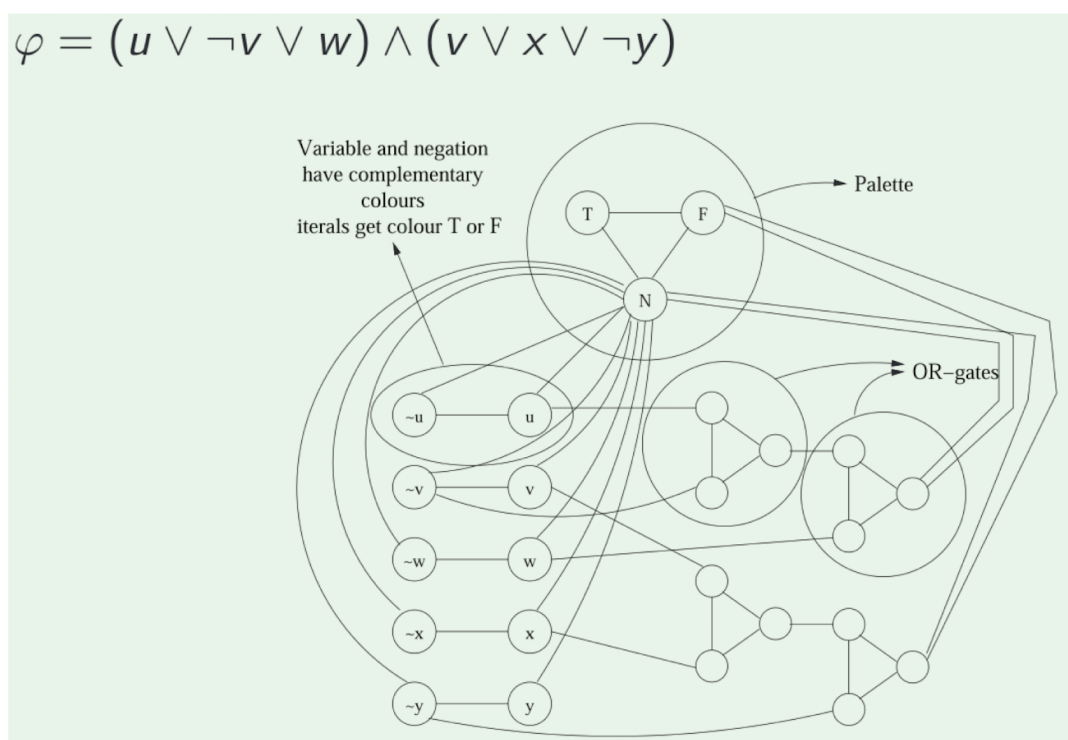 φ = (u ∨ ¬v ∨ w) ∧ (v ∨ x ∨ ¬y)
Variable and negation
have complementary
colours
iterals get colour T or F
Palette
T
F
N
OR–gates
~u
u
~v
v
~w
w
~x
x
~y
y